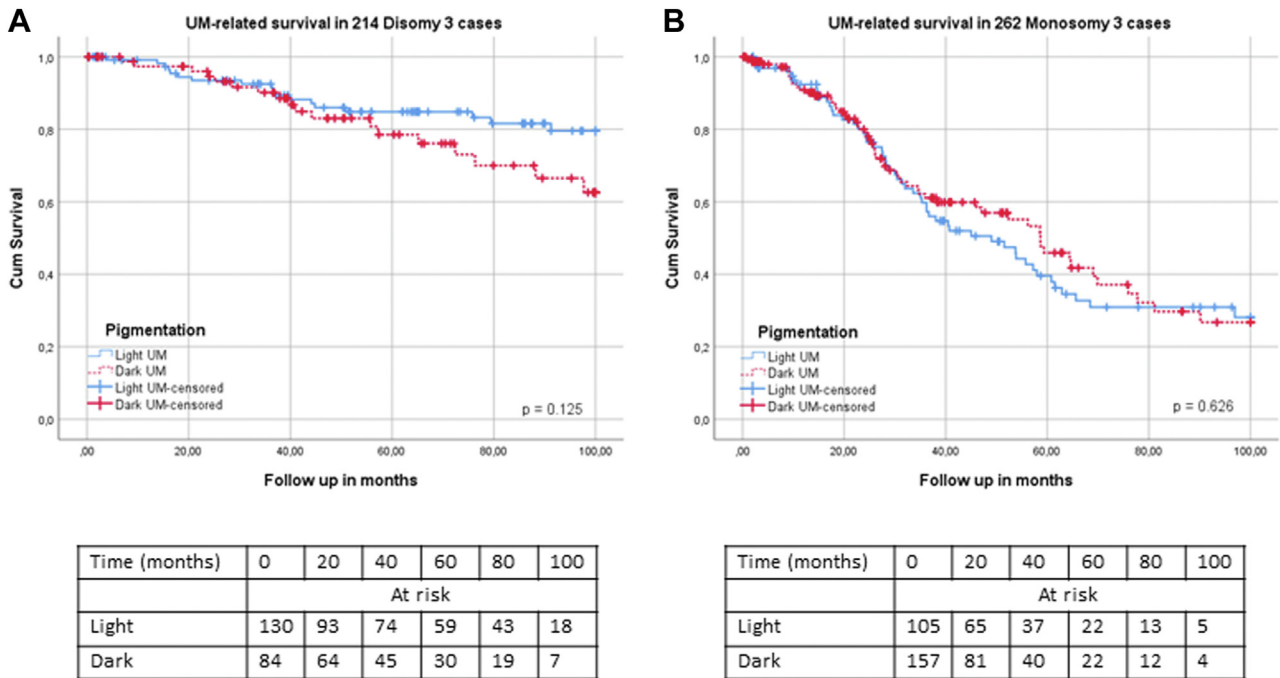 A
UM-related survival in 214 Disomy 3 cases
Cum Survival
1,0
0,8
0,6
0,4
0,2
0,0
Pigmentation
Light UM
Dark UM
Light UM-censored
Dark UM-censored
p = 0.125
,00 20,00 40,00 60,00 80,00 100,00
Follow up in months
Time (months) 0 20 40 60 80 100
At risk
Light 130 93 74 59 43 18
Dark 84 64 45 30 19 7
B
UM-related survival in 262 Monosomy 3 cases
Cum Survival
1,0
0,8
0,6
0,4
0,2
0,0
Pigmentation
Light UM
Dark UM
Light UM-censored
Dark UM-censored
p = 0.626
,00 20,00 40,00 60,00 80,00 100,00
Follow up in months
Time (months) 0 20 40 60 80 100
At risk
Light 105 65 37 22 13 5
Dark 157 81 40 22 12 4